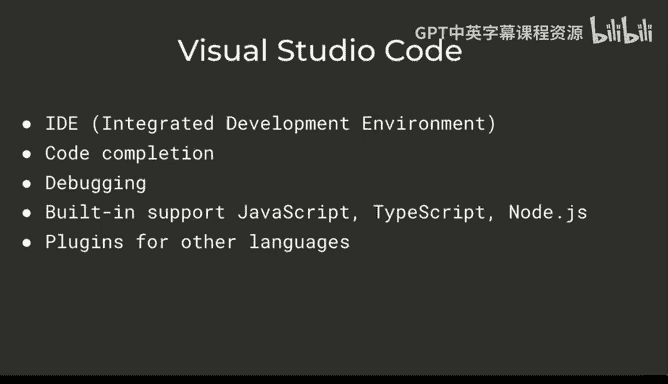 GPT中英字幕课程资源 bilibili
Visual Studio Code
● IDE (Integrated Development Environment)
● Code completion
● Debugging
● Built-in support JavaScript, TypeScript, Node.js
● Plugins for other languages